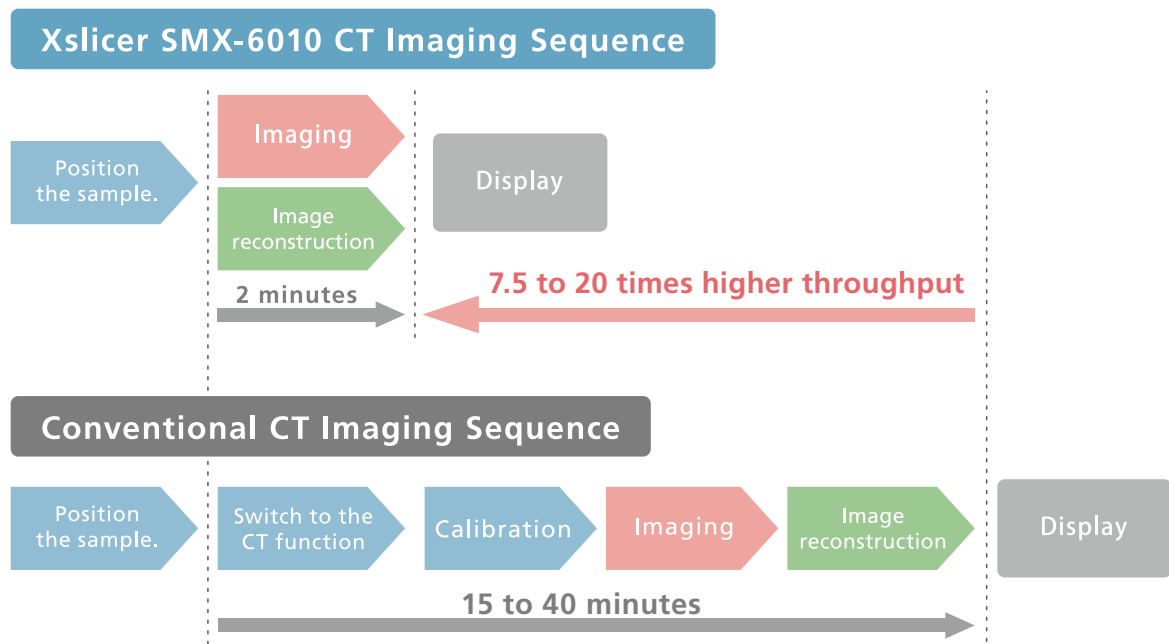 Xslicer SMX-6010 CT Imaging Sequence
Position
the sample.
Imaging
Image
reconstruction
Display
2 minutes
7.5 to 20 times higher throughput
Conventional CT Imaging Sequence
Position
the sample.
Switch to the
CT function
Calibration
Imaging
Image
reconstruction
Display
15 to 40 minutes